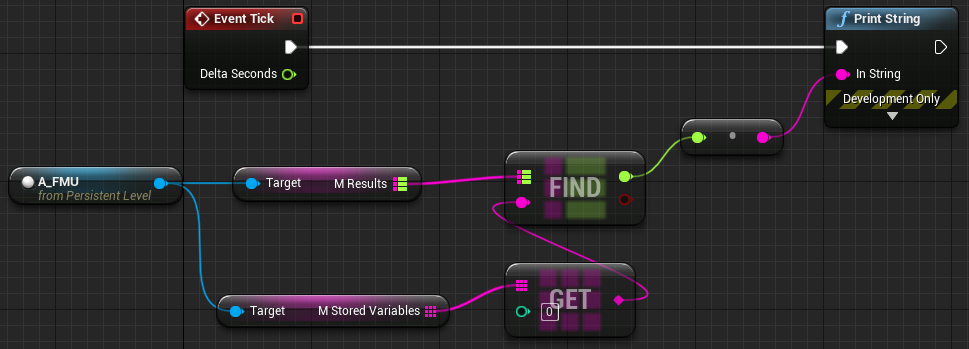 Event Tick
Delta Seconds
f Print String
In String
Development Only
A_FMU
from Persistent Level
Target M Results
FIND
Target M Stored Variables
GET
0